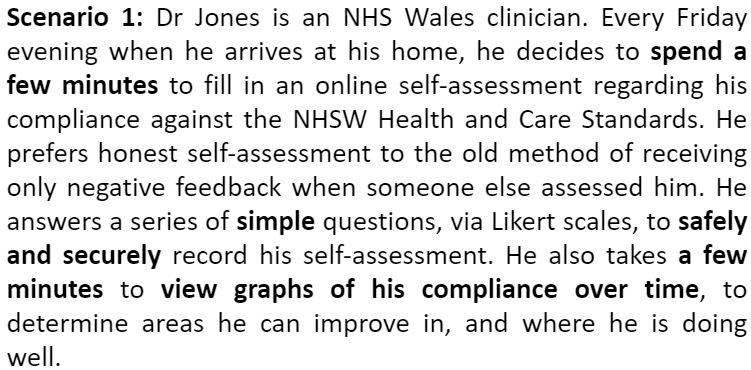 Scenario 1: Dr Jones is an NHS Wales clinician. Every Friday
evening when he arrives at his home, he decides to spend a
few minutes to fill in an online self-assessment regarding his
compliance against the NHSW Health and Care Standards. He
prefers honest self-assessment to the old method of receiving
only negative feedback when someone else assessed him. He
answers a series of simple questions, via Likert scales, to safely
and securely record his self-assessment. He also takes a few
minutes to view graphs of his compliance over time, to
determine areas he can improve in, and where he is doing
well.